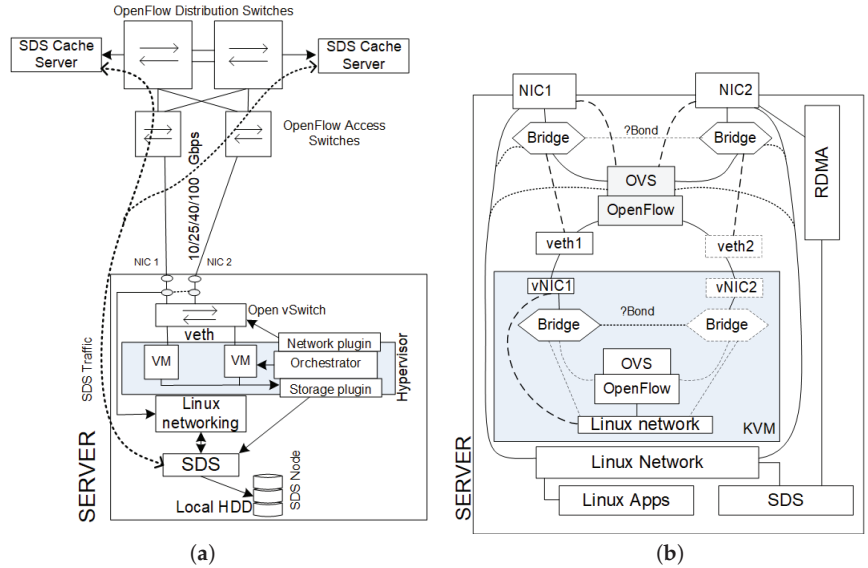 OpenFlow Distribution Switches
SDS Cache
Server
SDS Cache
Server
OpenFlow Access
Switches
10/25/40/100 Gbps
NIC 1
NIC 2
Open vSwitch
veth
Network plugin
VM
VM
Orchestrator
Storage plugin
Hypervisor
SDS Traffic
Linux
networking
SDS
SDS Node
Local HDD
SERVER
(a)
NIC1
NIC2
Bridge
?Bond
Bridge
RDMA
OVS
OpenFlow
veth1
veth2
vNIC1
vNIC2
?Bond
Bridge
Bridge
OVS
OpenFlow
Linux network
KVM
Linux Network
Linux Apps
SDS
SERVER
(b)